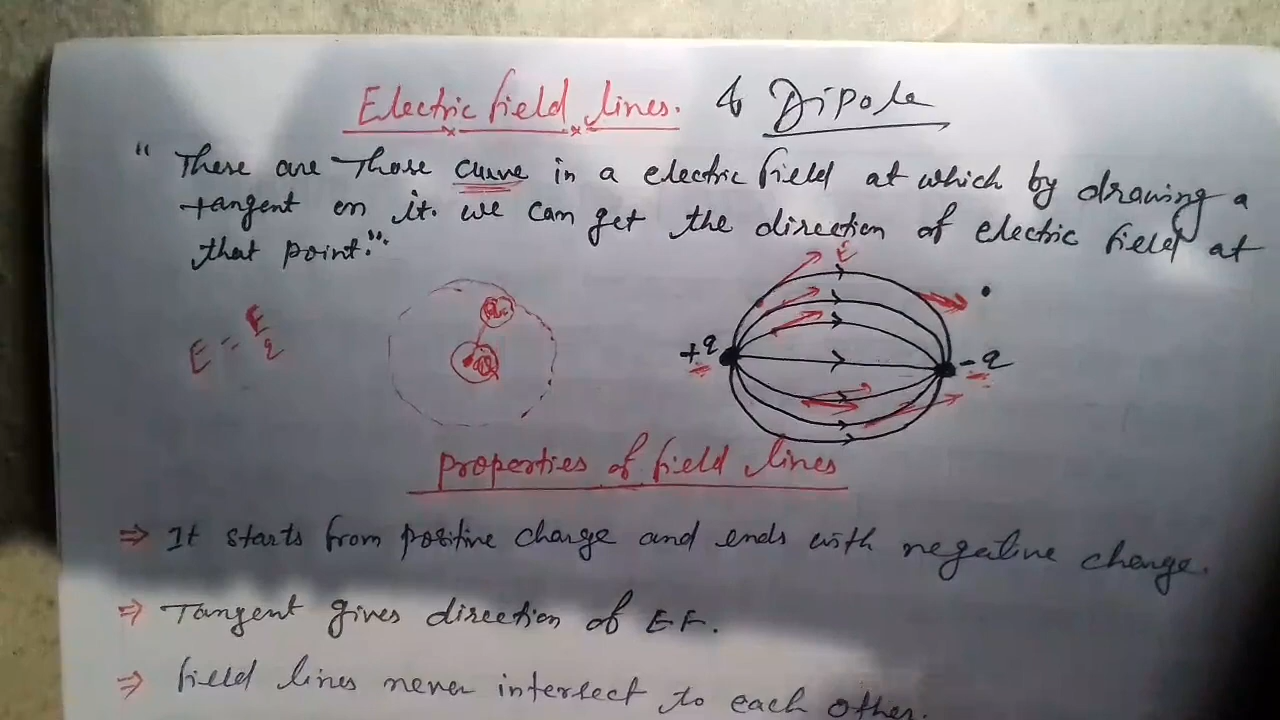 Electric field lines. & Dipole
" These are those curve in a electric field at which by drawing a
tangent on it. we can get the direction of electric field at
that point."
E
E = F/q
+q
-q
Properties of field lines
⇒ It starts from positive charge and ends with negative charge.
⇒ Tangent gives direction of EF.
⇒ field lines never intersect to each other.